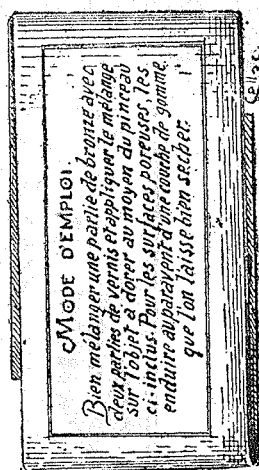 MODE D'EMPLOI.
Bien mélanger une partie de bronze avec
deux parties de vernis et appliquer le mélange
sur l'objet à dorer au moyen du pinceau
ci-inclus. Pour les surfaces poreuses, les
enduire auparavant d'une couche de gomme,
que l'on laisse bien secher.